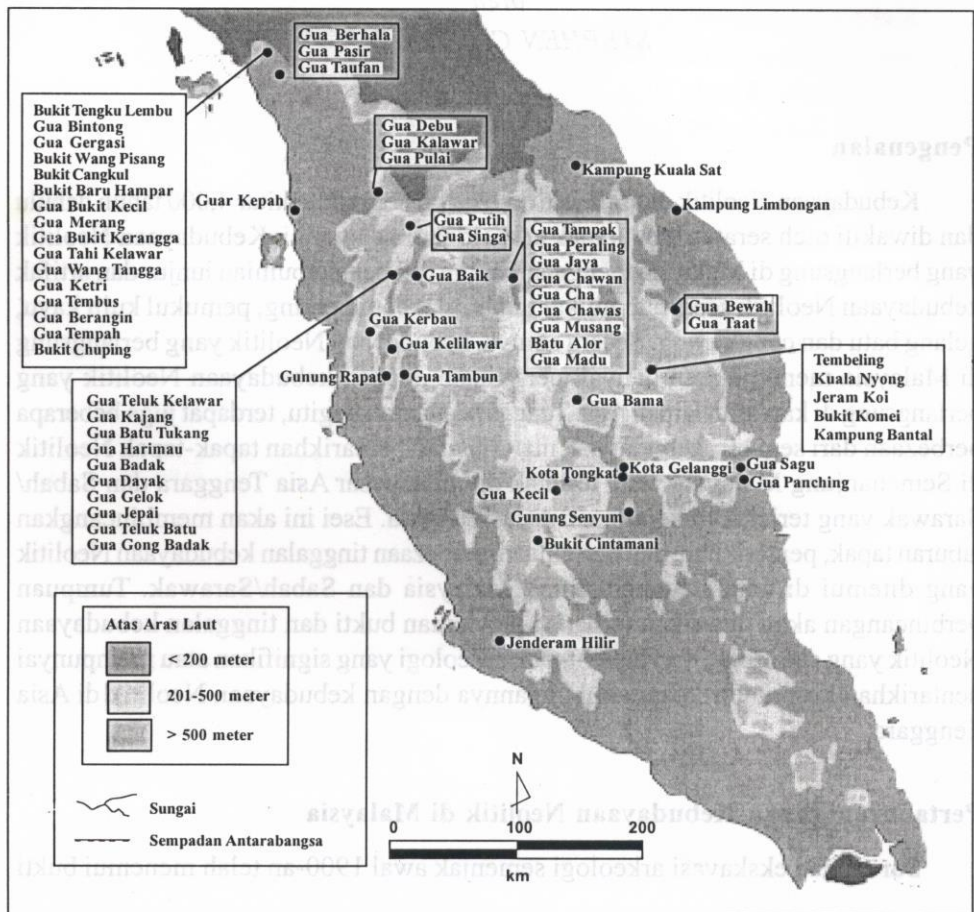 Gua Berhala
Gua Pasir
Gua Taufan
Bukit Tengku Lembu
Gua Bintong
Gua Gergasi
Bukit Wang Pisang
Bukit Cangkul
Bukit Baru Hampar
Gua Bukit Kecil
Gua Merang
Gua Bukit Kerangga
Gua Tahi Kelawar
Gua Wang Tangga
Gua Ketri
Gua Tembus
Gua Berangin
Gua Tempah
Bukit Chuping
Gua Debu
Gua Kalawar
Gua Pulai
Guar Kepah
Kampung Kuala Sat
Kampung Limbongan
Gua Putih
Gua Singa
Gua Baik
Gua Tampak
Gua Peraling
Gua Jaya
Gua Chawan
Gua Cha
Gua Chawas
Gua Musang
Batu Alor
Gua Madu
Gua Bewah
Gua Taat
Gua Kerbau
Gua Kelilawar
Gunung Rapat
Gua Tambun
Tembeling
Kuala Nyong
Jeram Koi
Bukit Komei
Kampung Bantal
Gua Bama
Gua Teluk Kelawar
Gua Kajang
Gua Batu Tukang
Gua Harimau
Gua Badak
Gua Dayak
Gua Gelok
Gua Jepal
Gua Teluk Batu
Gua Gong Badak
Kota Tongkat
Kota Gelanggi
Gua Sagu
Gua Panching
Gua Kecil
Gunung Senyum
Bukit Cintamanl
Jenderam Hilir
Atas Aras Laut
<200 meter
201-500 meter
> 500 meter
Sungai
Sempadan Antarabangsa
N
0 100 200
km